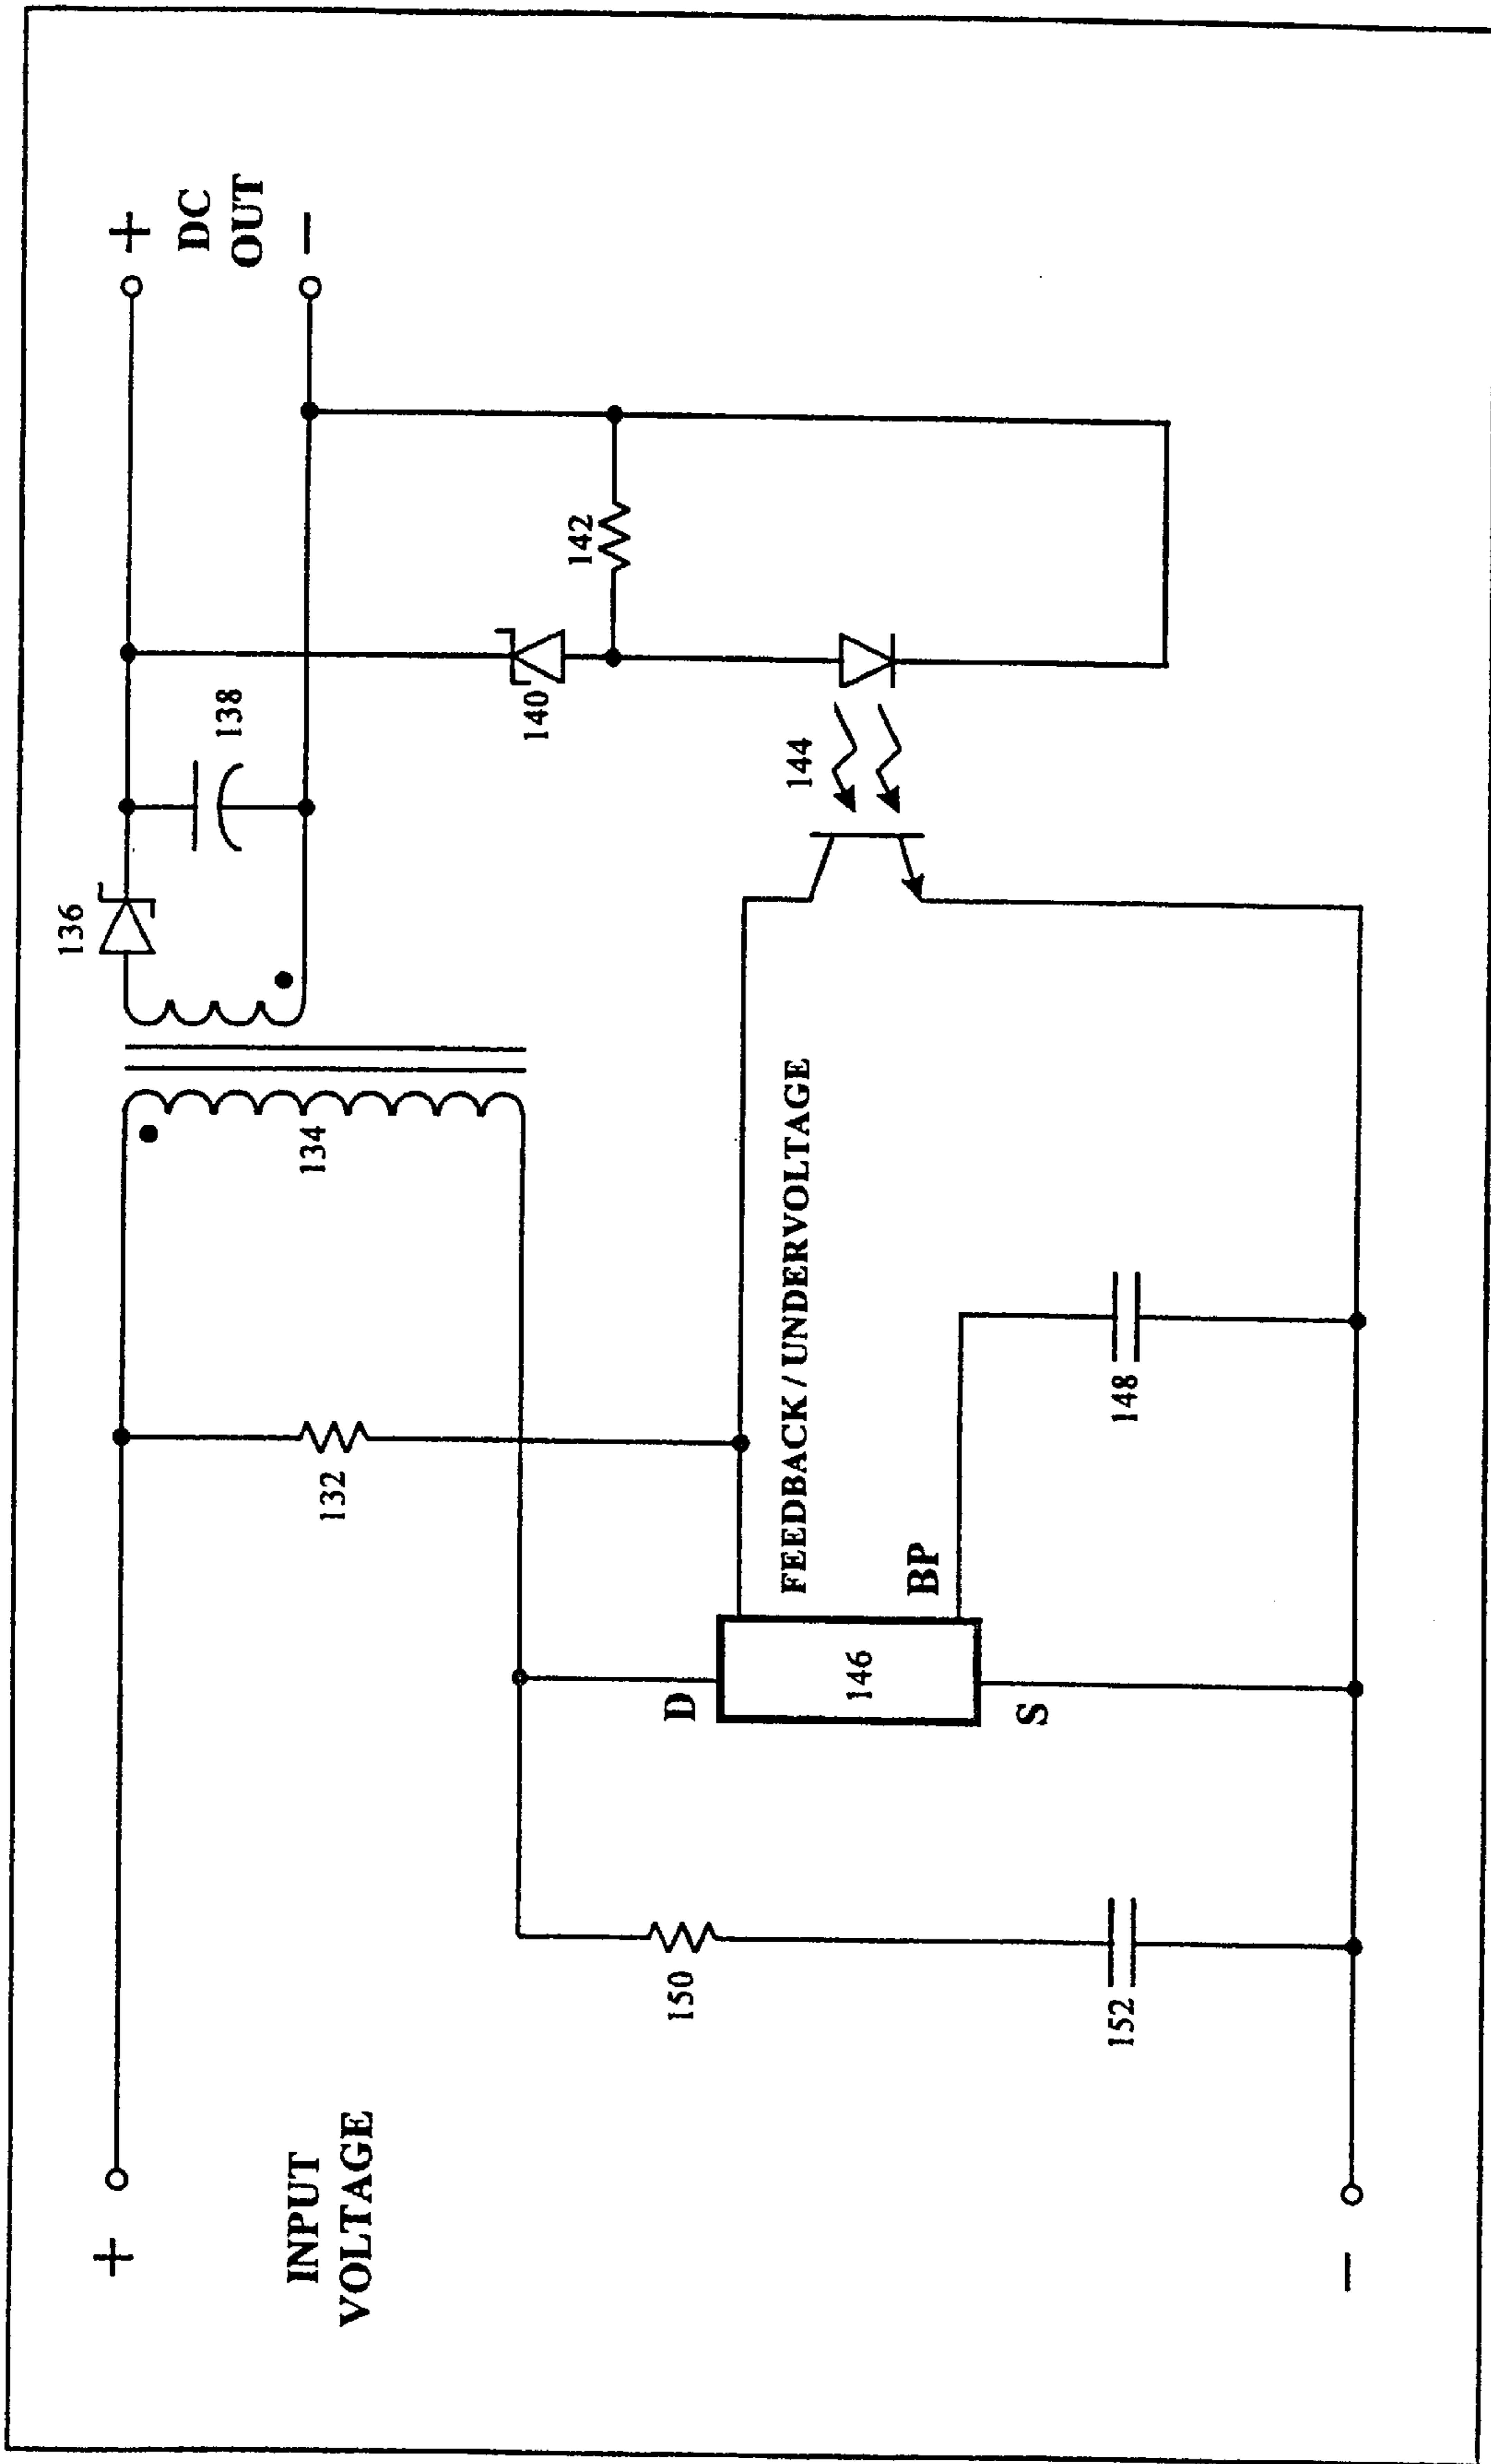 +
INPUT
VOLTAGE
-
150
152
D
146
S
BP
FEEDBACK / UNDERVOLTAGE
132
148
134
136
138
144
140
142
+
DC
OUT
-